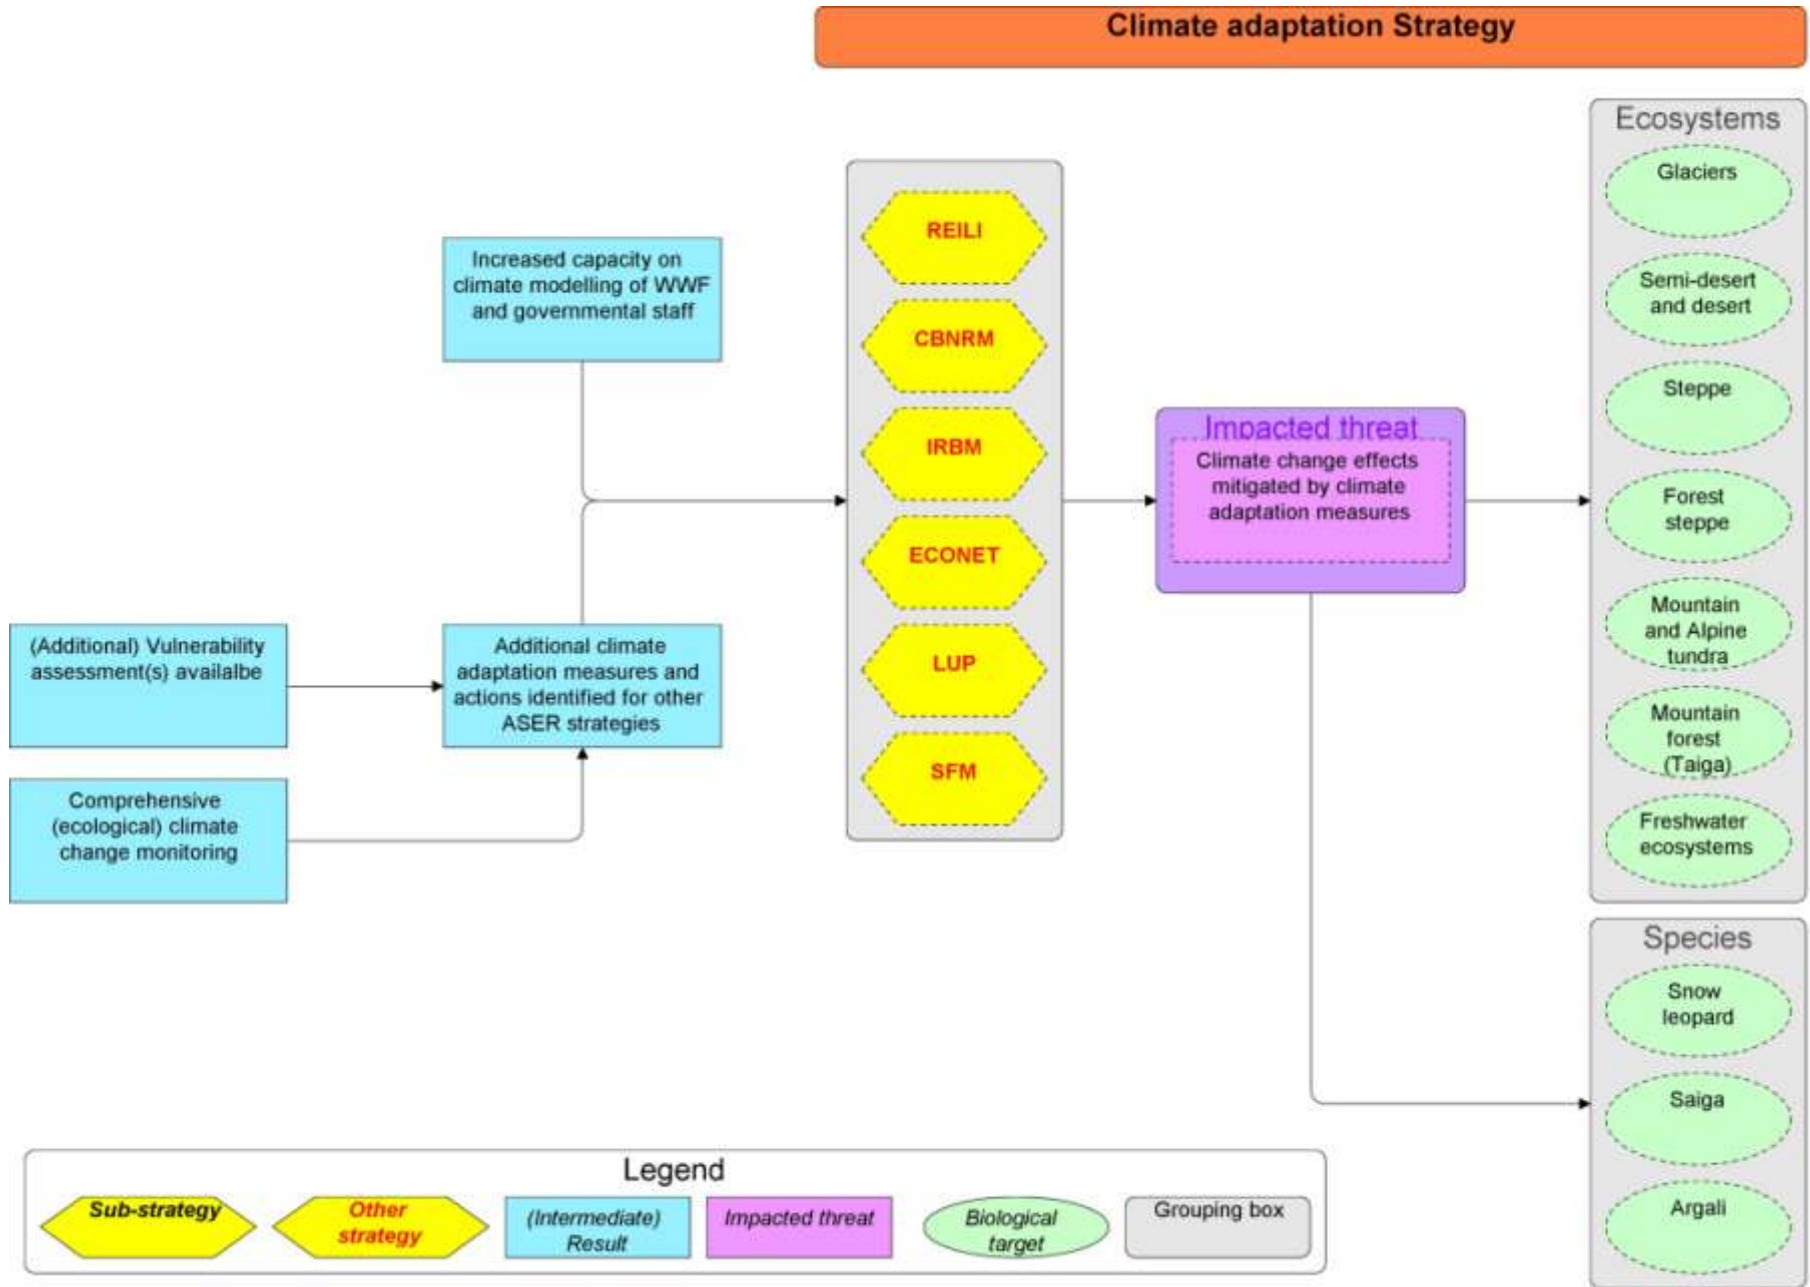 Climate adaptation Strategy
Increased capacity on
climate modelling of WWF
and governmental staff
(Additional) Vulnerability
assessment(s) availalbe
Comprehensive
(ecological) climate
change monitoring
Additional climate
adaptation measures and
actions identified for other
ASER strategies
REILI
CBNRM
IRBM
ECONET
LUP
SFM
Impacted threat
Climate change effects
mitigated by climate
adaptation measures
Ecosystems
Glaciers
Semi-desert
and desert
Steppe
Forest
steppe
Mountain
and Alpine
tundra
Mountain
forest
(Taiga)
Freshwater
ecosystems
Species
Snow
leopard
Saiga
Argali
Legend
Sub-strategy
Other
strategy
(Intermediate)
Result
Impacted threat
Biological
target
Grouping box